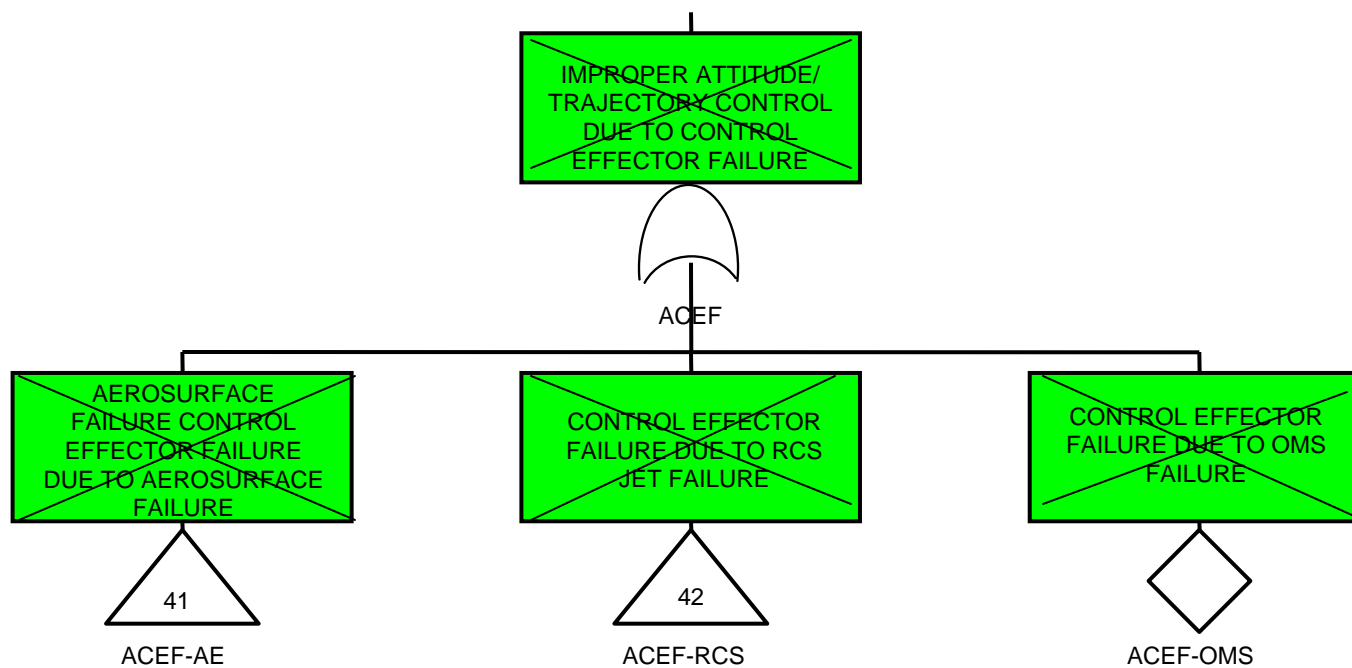 IMPROPER ATTITUDE/
TRAJECTORY CONTROL
DUE TO CONTROL
EFFECTOR FAILURE
ACEF
AEROSURFACE
FAILURE CONTROL
EFFECTOR FAILURE
DUE TO AEROSURFACE
FAILURE
41
ACEF-AE
CONTROL EFFECTOR
FAILURE DUE TO RCS
JET FAILURE
42
ACEF-RCS
CONTROL EFFECTOR
FAILURE DUE TO OMS
FAILURE
ACEF-OMS